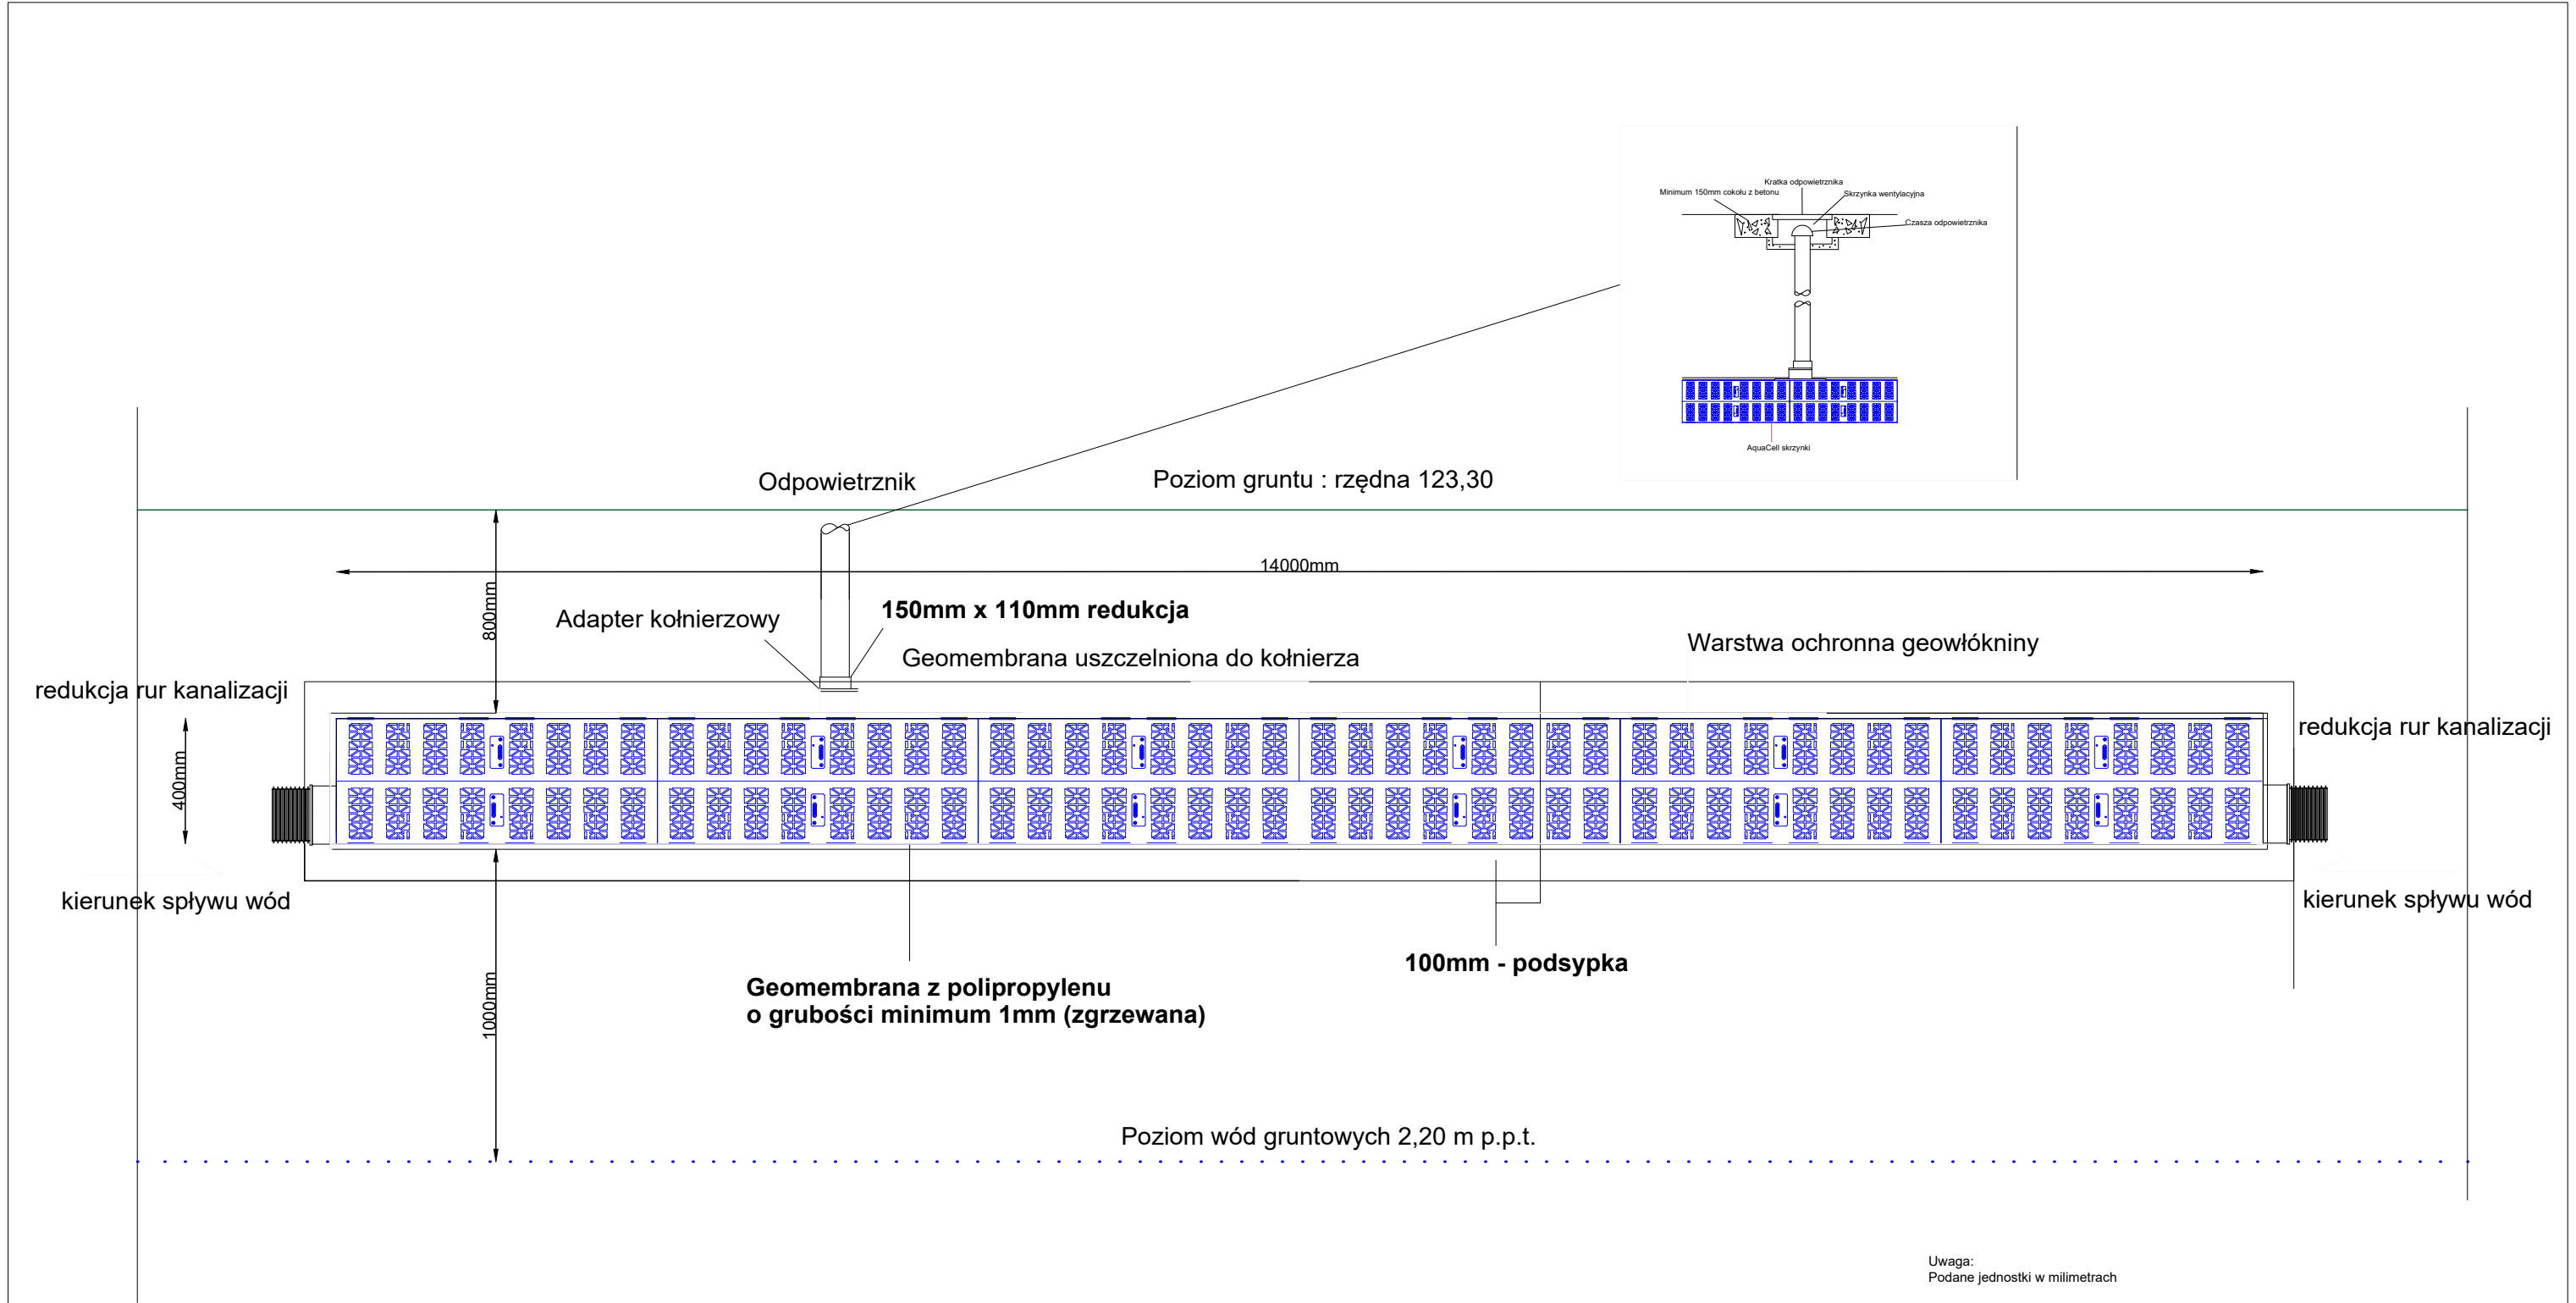 Kratka odpowietrznika
Minimum 150mm cokołu z betonu
Skrzynka wentylacyjna
Czasza odpowietrznika
AquaCell skrzynki
Odpowietrznik
Poziom gruntu : rzędna 123,30
14000mm
800mm
Adapter kołnierzowy
150mm x 110mm redukcja
Geomembrana uszczelniona do kołnierza
Warstwa ochronna geowłókniny
redukcja rur kanalizacji
redukcja rur kanalizacji
400mm
kierunek spływu wód
kierunek spływu wód
100mm - podsypka
Geomembrana z polipropylenu
o grubości minimum 1mm (zgrzewana)
1000mm
Poziom wód gruntowych 2,20 m p.p.t.
Uwaga:
Podane jednostki w milimetrach